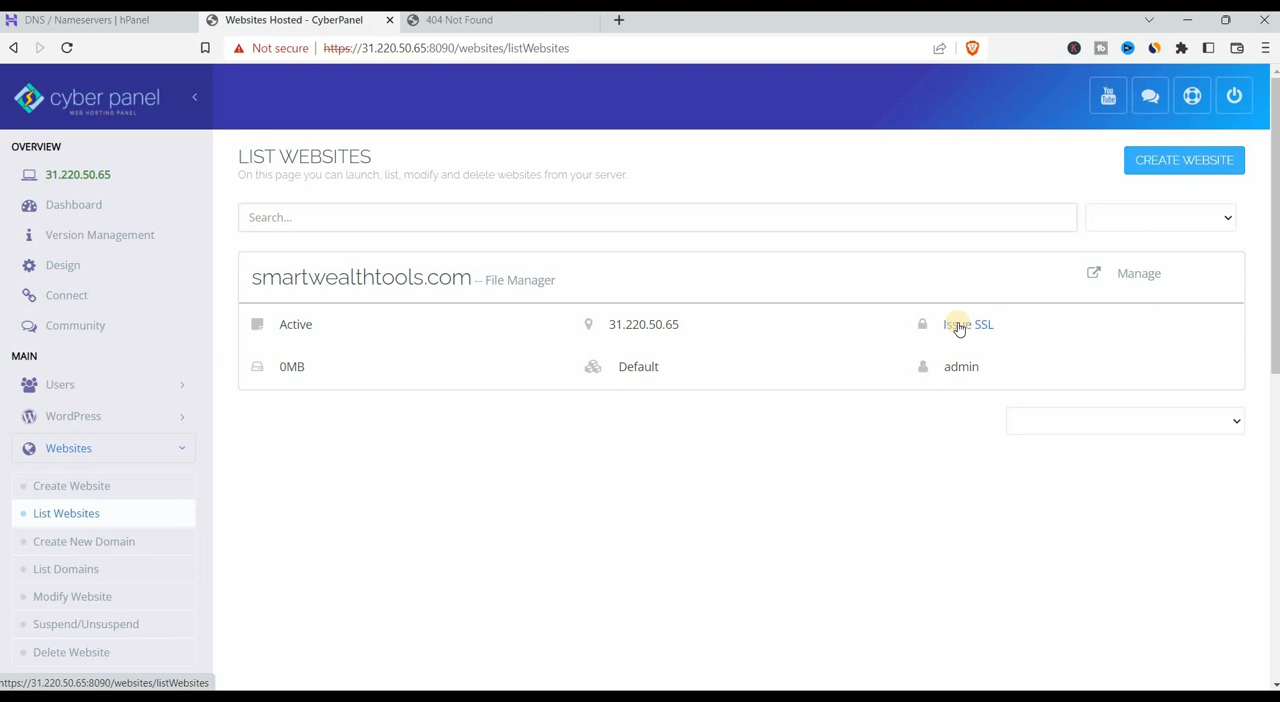 DNS / Nameservers | hPanel
Websites Hosted - CyberPanel
404 Not Found
Not secure
https://31.220.50.65:8090/websites/listWebsites
cyber panel
WEB HOSTING PANEL
You
Tube
OVERVIEW
31.220.50.65
Dashboard
Version Management
Design
Connect
Community
MAIN
Users
WordPress
Websites
Create Website
List Websites
Create New Domain
List Domains
Modify Website
Suspend/Unsuspend
Delete Website
https://31.220.50.65:8090/websites/listWebsites
LIST WEBSITES
On this page you can launch, list, modify and delete websites from your server.
CREATE WEBSITE
Search...
smartwealthtools.com -- File Manager
Manage
Active
31.220.50.65
Issue SSL
0MB
Default
admin